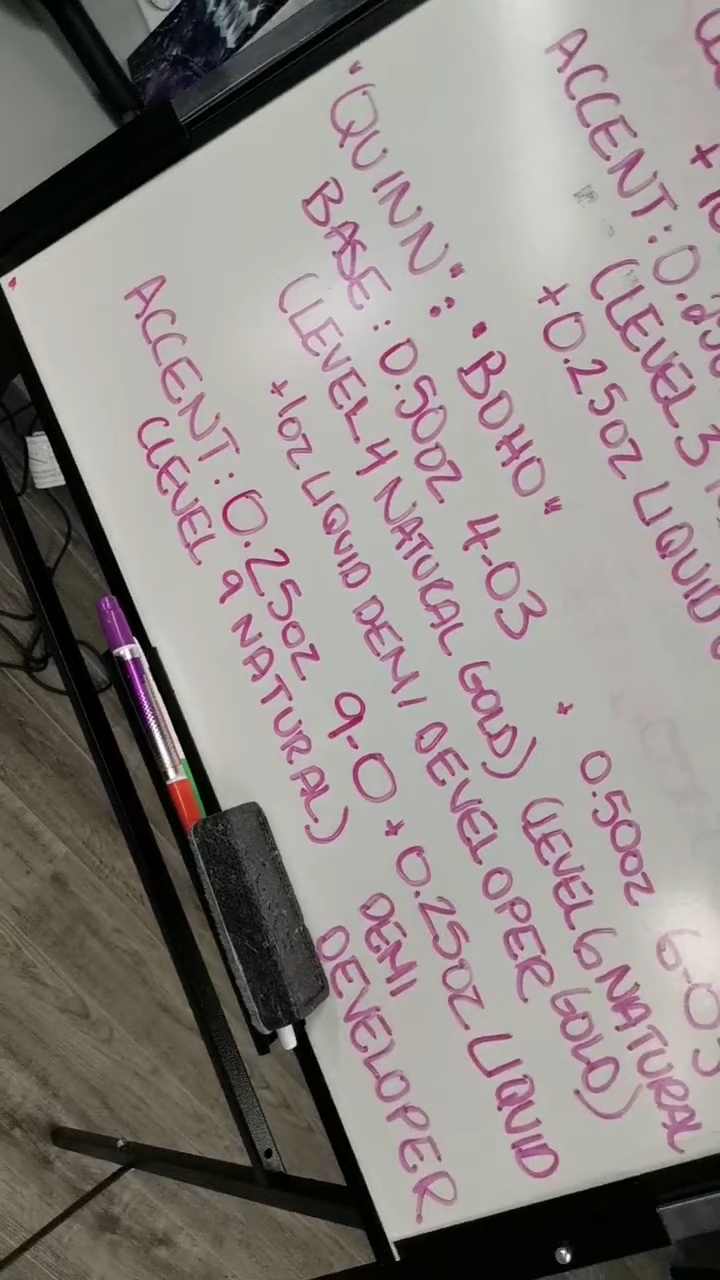 ACCENT: 0.
(LEVEL 3
+0.25OZ LIQUID
"QUINN": "BOHO"
BASE: 0.50OZ 4-03 + 0.50OZ 6-03
(LEVEL 4 NATURAL GOLD) (LEVEL 6 NATURAL GOLD)
+1OZ LIQUID DEMI DEVELOPER
ACCENT: 0.25OZ 9-0 + 0.25OZ LIQUID
(LEVEL 9 NATURAL) DEMI
DEVELOPER